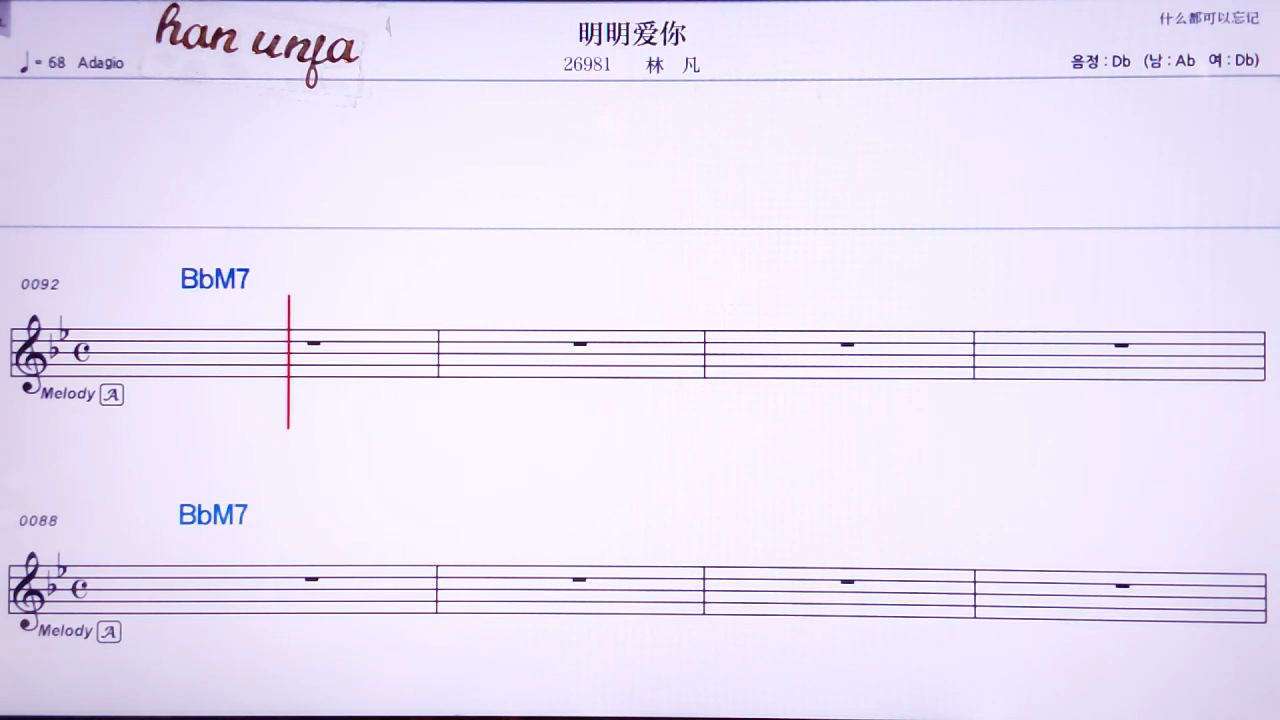 han unfa
明明爱你
什么都可以忘记
♩= 68 Adagio
26981 林 凡
음정 : Db (남 : Ab 여 : Db)
0092 BbM7
Melody A
0088 BbM7
Melody A